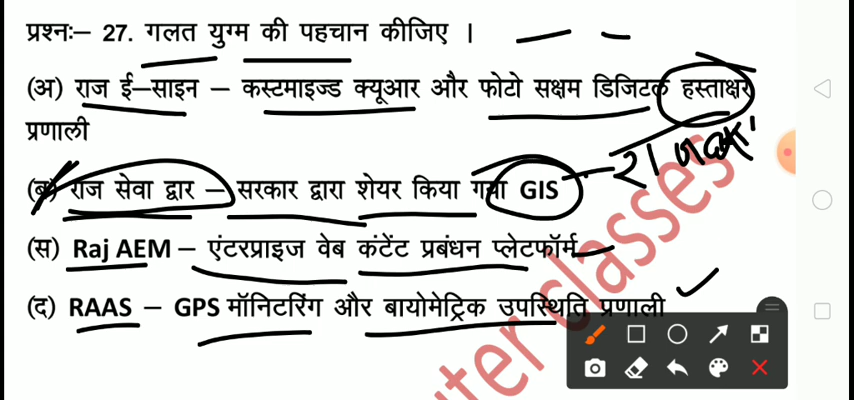 प्रश्नः– 27. गलत युग्म की पहचान कीजिए ।
(अ) राज ई–साइन – कस्टमाइज्ड क्यूआर और फोटो सक्षम डिजिटल हस्ताक्षर
प्रणाली
(ब) राज सेवा द्वार – सरकार द्वारा शेयर किया गया GIS
(स) Raj AEM – एंटरप्राइज वेब कंटेंट प्रबंधन प्लेटफॉर्म
(द) RAAS – GPS मॉनिटरिंग और बायोमेट्रिक उपस्थिति प्रणाली
classes